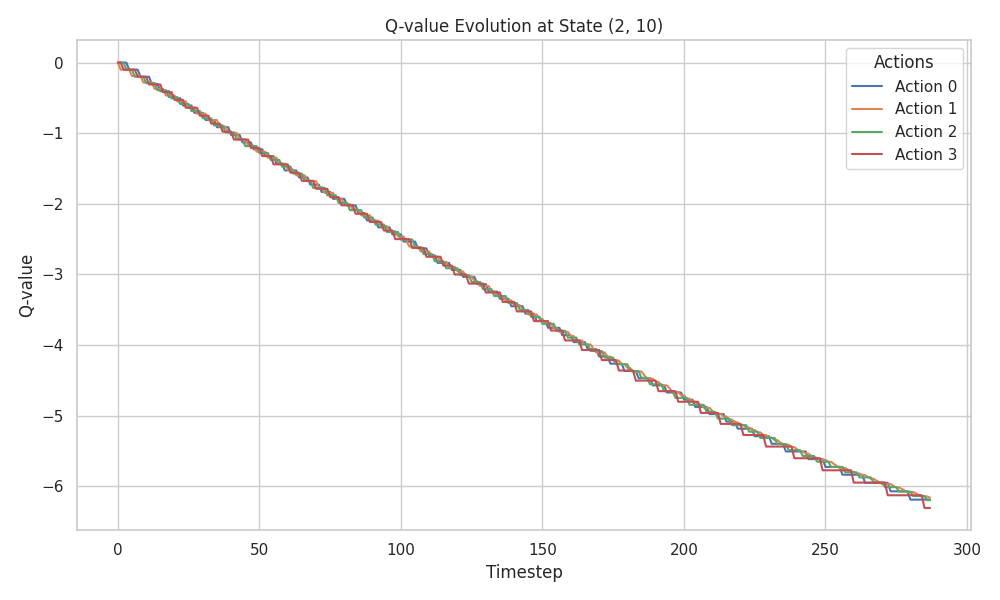 Q-value Evolution at State (2, 10)
Actions
Action 0
Action 1
Action 2
Action 3
Q-value
0
−1
−2
−3
−4
−5
−6
0 50 100 150 200 250 300
Timestep